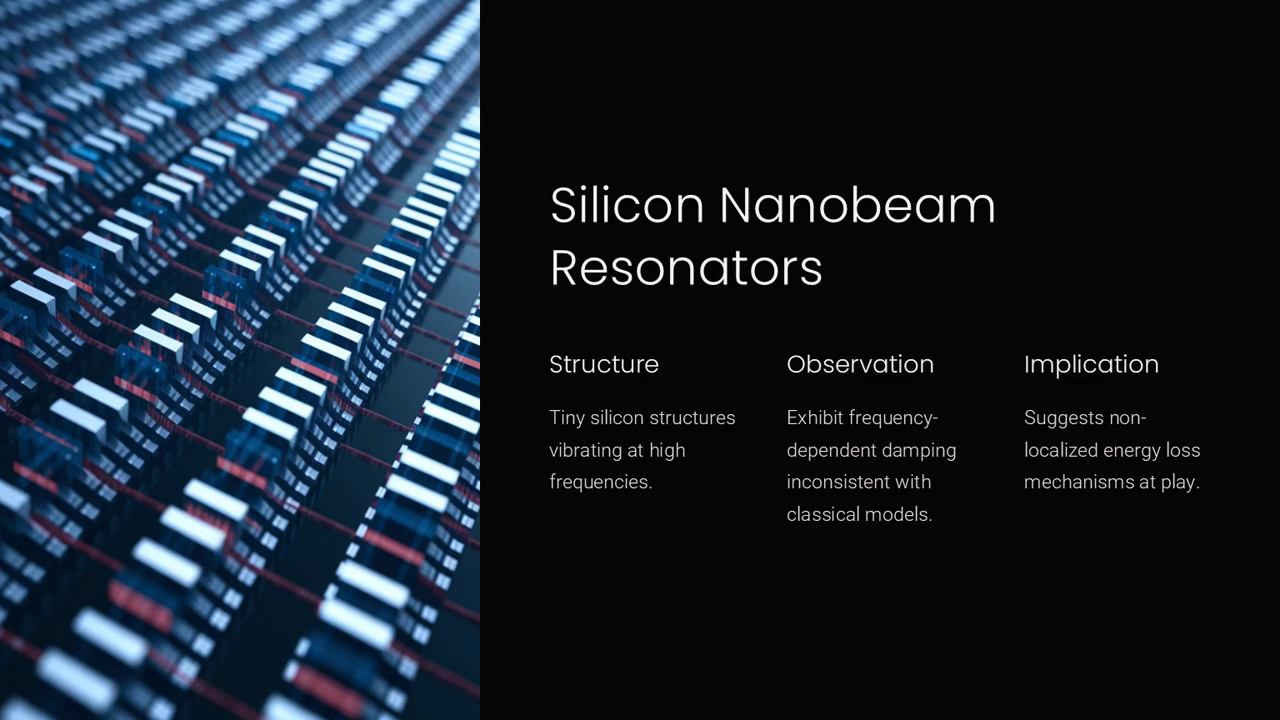 Silicon Nanobeam
Resonators
Structure
Tiny silicon structures
vibrating at high
frequencies.
Observation
Exhibit frequency-
dependent damping
inconsistent with
classical models.
Implication
Suggests non-
localized energy loss
mechanisms at play.